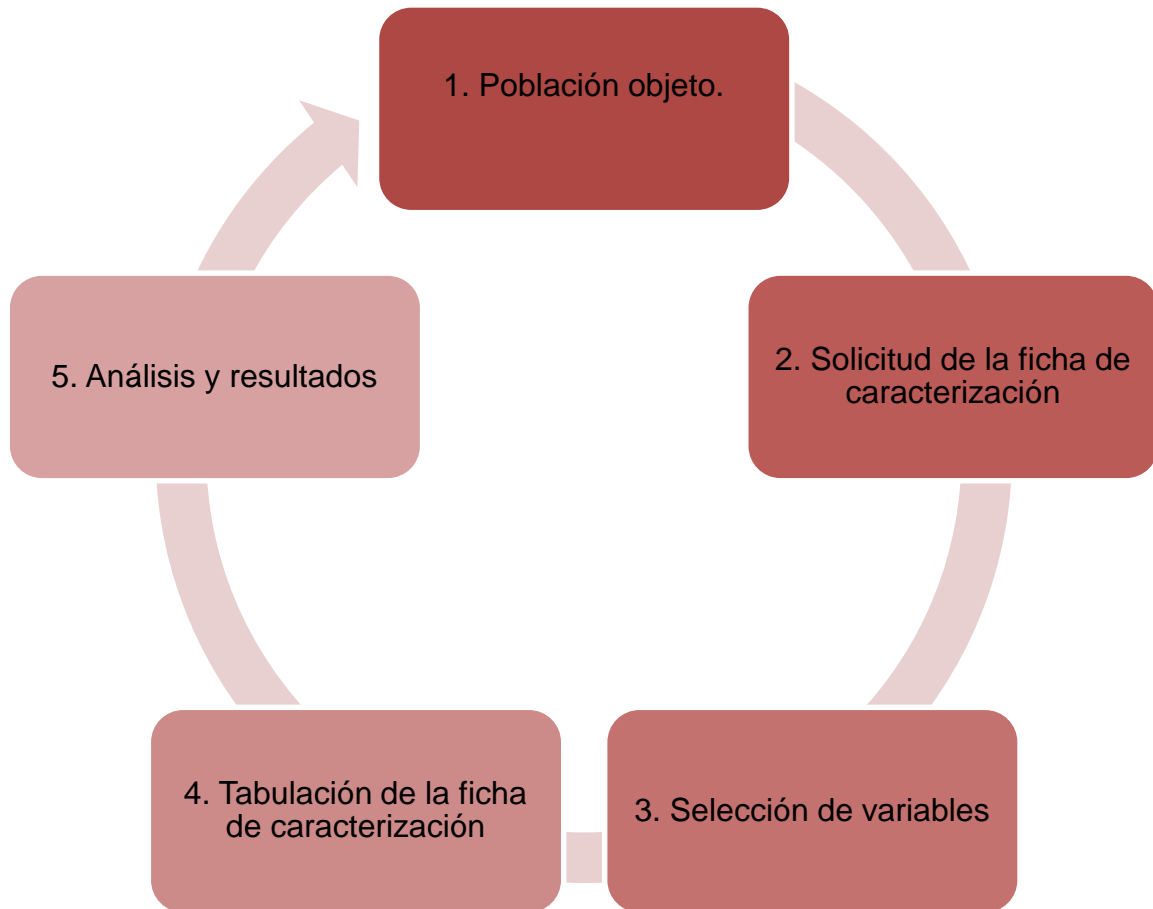 1. Población objeto.
2. Solicitud de la ficha de
caracterización
3. Selección de variables
4. Tabulación de la ficha
de caracterización
5. Análisis y resultados